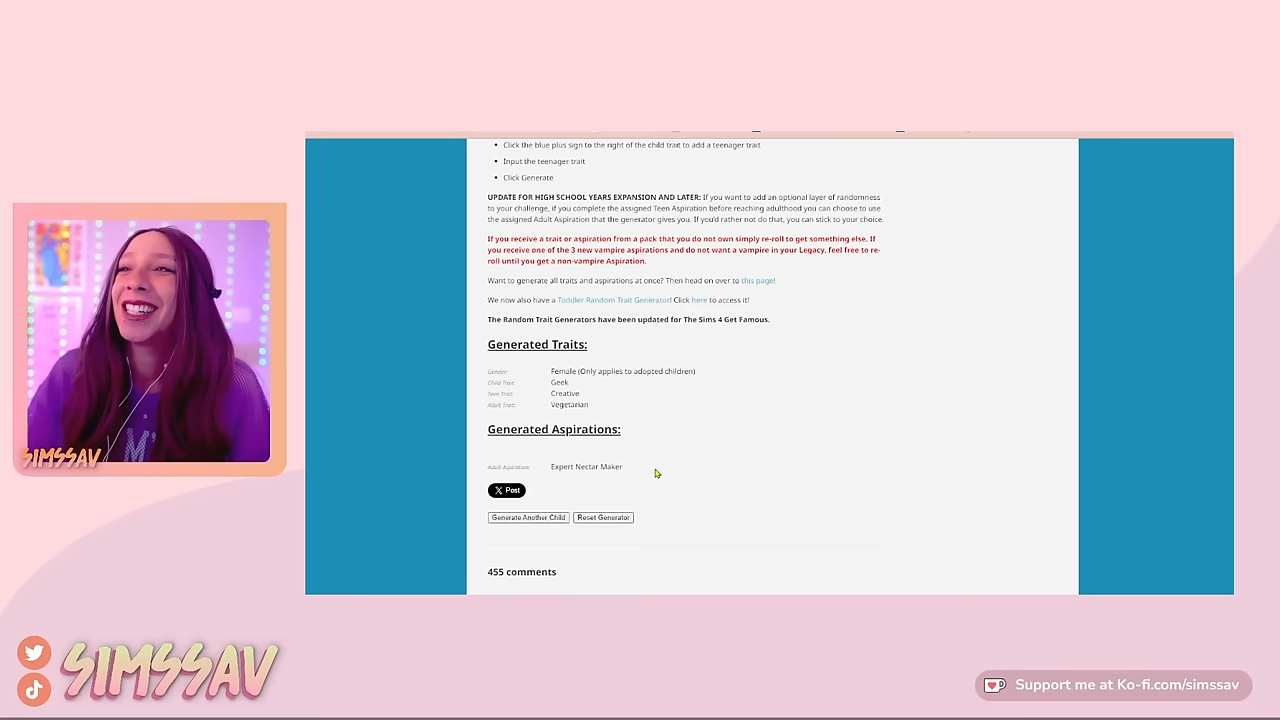 • Click the blue plus sign to the right of the child trait to add a teenager trait
• Input the teenager trait
• Click Generate
UPDATE FOR HIGH SCHOOL YEARS EXPANSION AND LATER: If you want to add an optional layer of randomness
to your challenge, if you complete the assigned Teen Aspiration before reaching adulthood you can choose to use
the assigned Adult Aspiration that the generator gives you. If you'd rather not do that, you can stick to your choice.
If you receive a trait or aspiration from a pack that you do not own simply re-roll to get something else. If
you receive one of the 3 new vampire aspirations and do not want a vampire in your Legacy, feel free to re-
roll until you get a non-vampire Aspiration.
Want to generate all traits and aspirations at once? Then head on over to this page!
We now also have a Toddler Random Trait Generator! Click here to access it!
The Random Trait Generators have been updated for The Sims 4 Get Famous.
Generated Traits:
Gender: Female (Only applies to adopted children)
Child Trait: Geek
Teen Trait: Creative
Adult Trait: Vegetarian
Generated Aspirations:
Adult Aspiration: Expert Nectar Maker
X Post
Generate Another Child Reset Generator
455 comments
SIMSSAV
SIMSSAV
Support me at Ko-fi.com/simssav